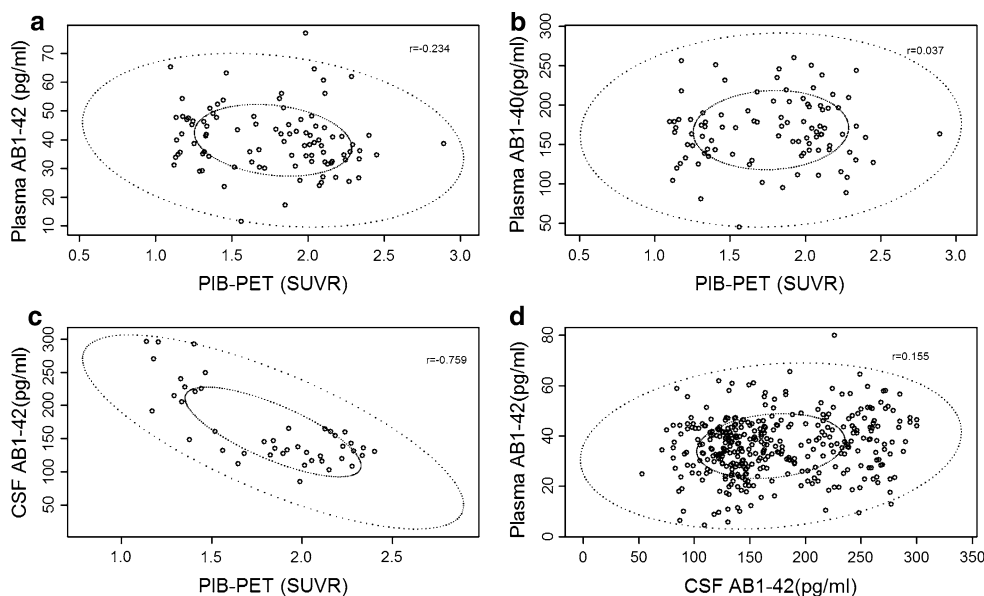 a
r=-0.234
Plasma AB1-42 (pg/ml)
70
60
50
40
30
20
10
0.5 1.0 1.5 2.0 2.5 3.0
PIB-PET (SUVR)
b
r=0.037
Plasma AB1-40(pg/ml)
300
250
200
150
100
50
0.5 1.0 1.5 2.0 2.5 3.0
PIB-PET (SUVR)
c
r=-0.759
CSF AB1-42(pg/ml)
300
250
200
150
100
50
1.0 1.5 2.0 2.5
PIB-PET (SUVR)
d
r=0.155
Plasma AB1-42(pg/ml)
80
60
40
20
0
0 50 100 150 200 250 300 350
CSF AB1-42(pg/ml)